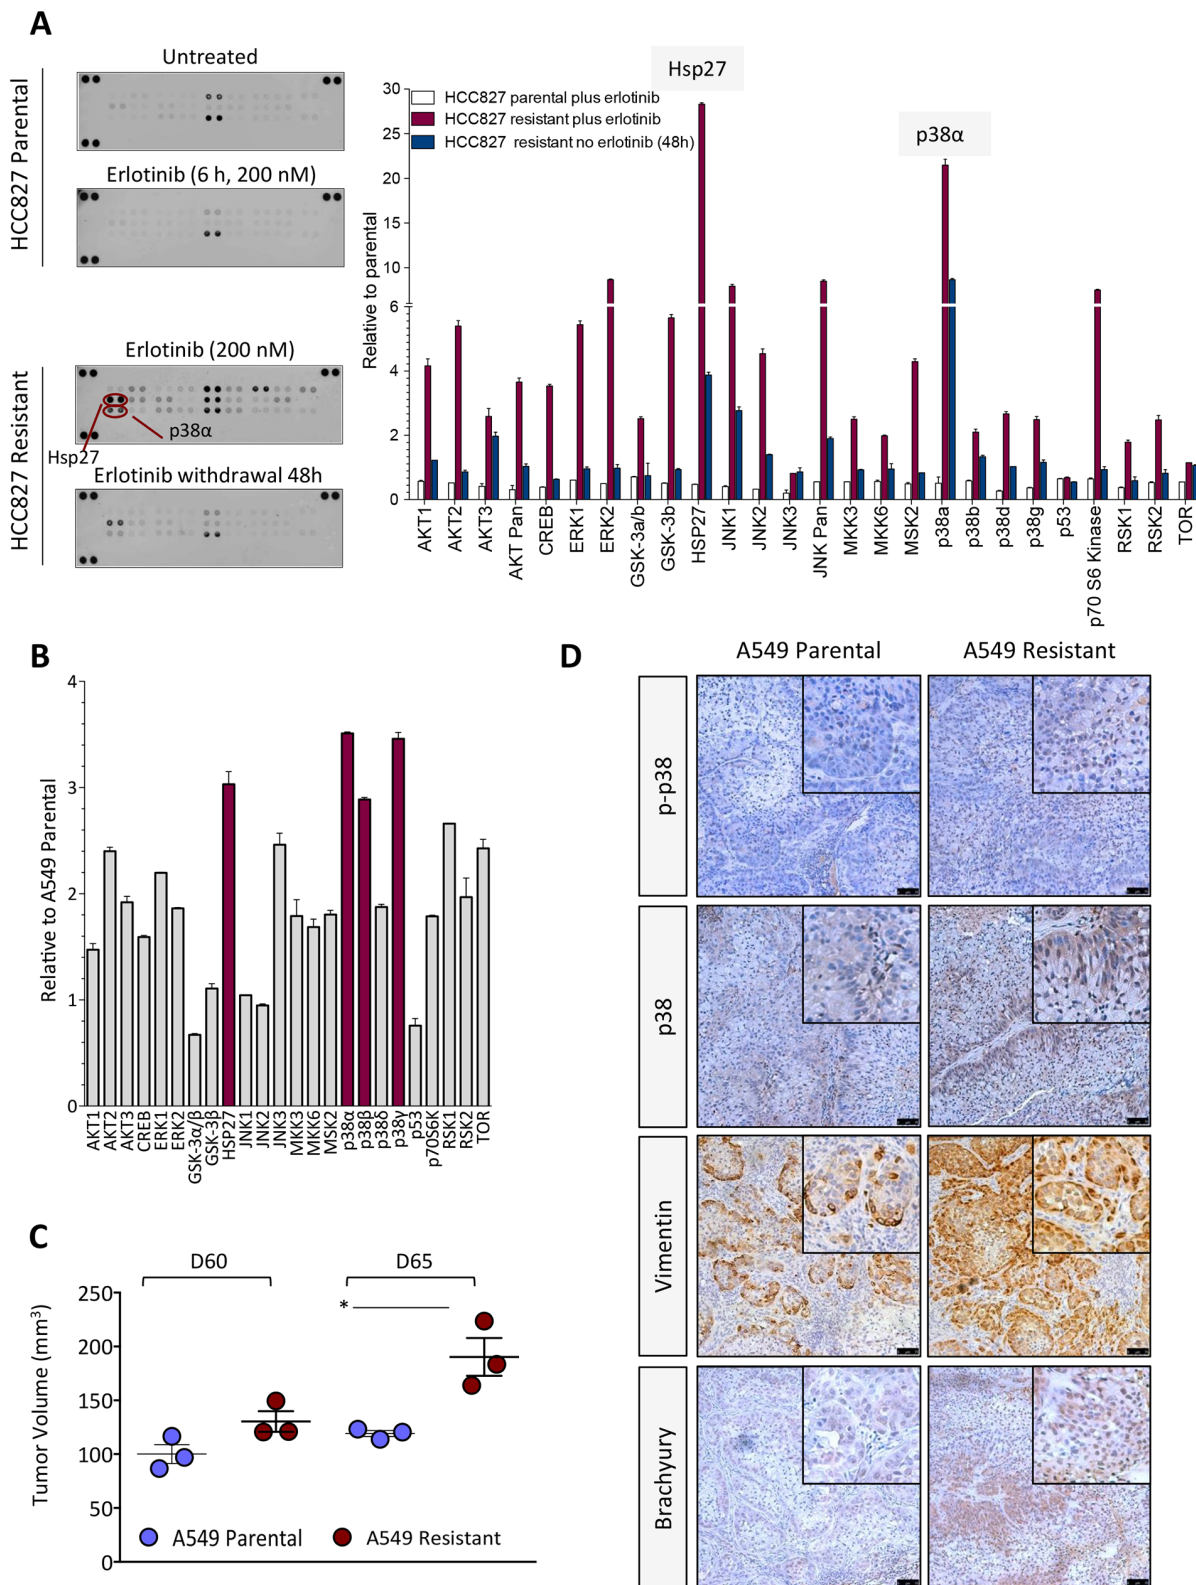 A
Untreated
Erlotinib (6 h, 200 nM)
HCC827 Parental
Erlotinib (200 nM)
Hsp27
p38α
Erlotinib withdrawal 48h
HCC827 Resistant
Hsp27
p38α
HCC827 parental plus erlotinib
HCC827 resistant plus erlotinib
HCC827 resistant no erlotinib (48h)
Relative to parental
30
25
20
15
10
6
4
2
0
AKT1
AKT2
AKT3
AKT Pan
CREB
ERK1
ERK2
GSK-3a/b
GSK-3b
HSP27
JNK1
JNK2
JNK3
JNK Pan
MKK3
MKK6
MSK2
p38a
p38b
p38d
p38g
p53
p70 S6 Kinase
RSK1
RSK2
TOR
B
Relative to A549 Parental
4
3
2
1
0
AKT1
AKT2
AKT3
CREB
ERK1
ERK2
GSK-3α/β
GSK-3β
HSP27
JNK1
JNK2
JNK3
MKK3
MKK6
MSK2
p38α
p38β
p38δ
p38γ
p53
p70S6K
RSK1
RSK2
TOR
C
D60
D65
*
Tumor Volume (mm³)
250
200
150
100
50
0
A549 Parental
A549 Resistant
D
A549 Parental
A549 Resistant
p-p38
p38
Vimentin
Brachyury